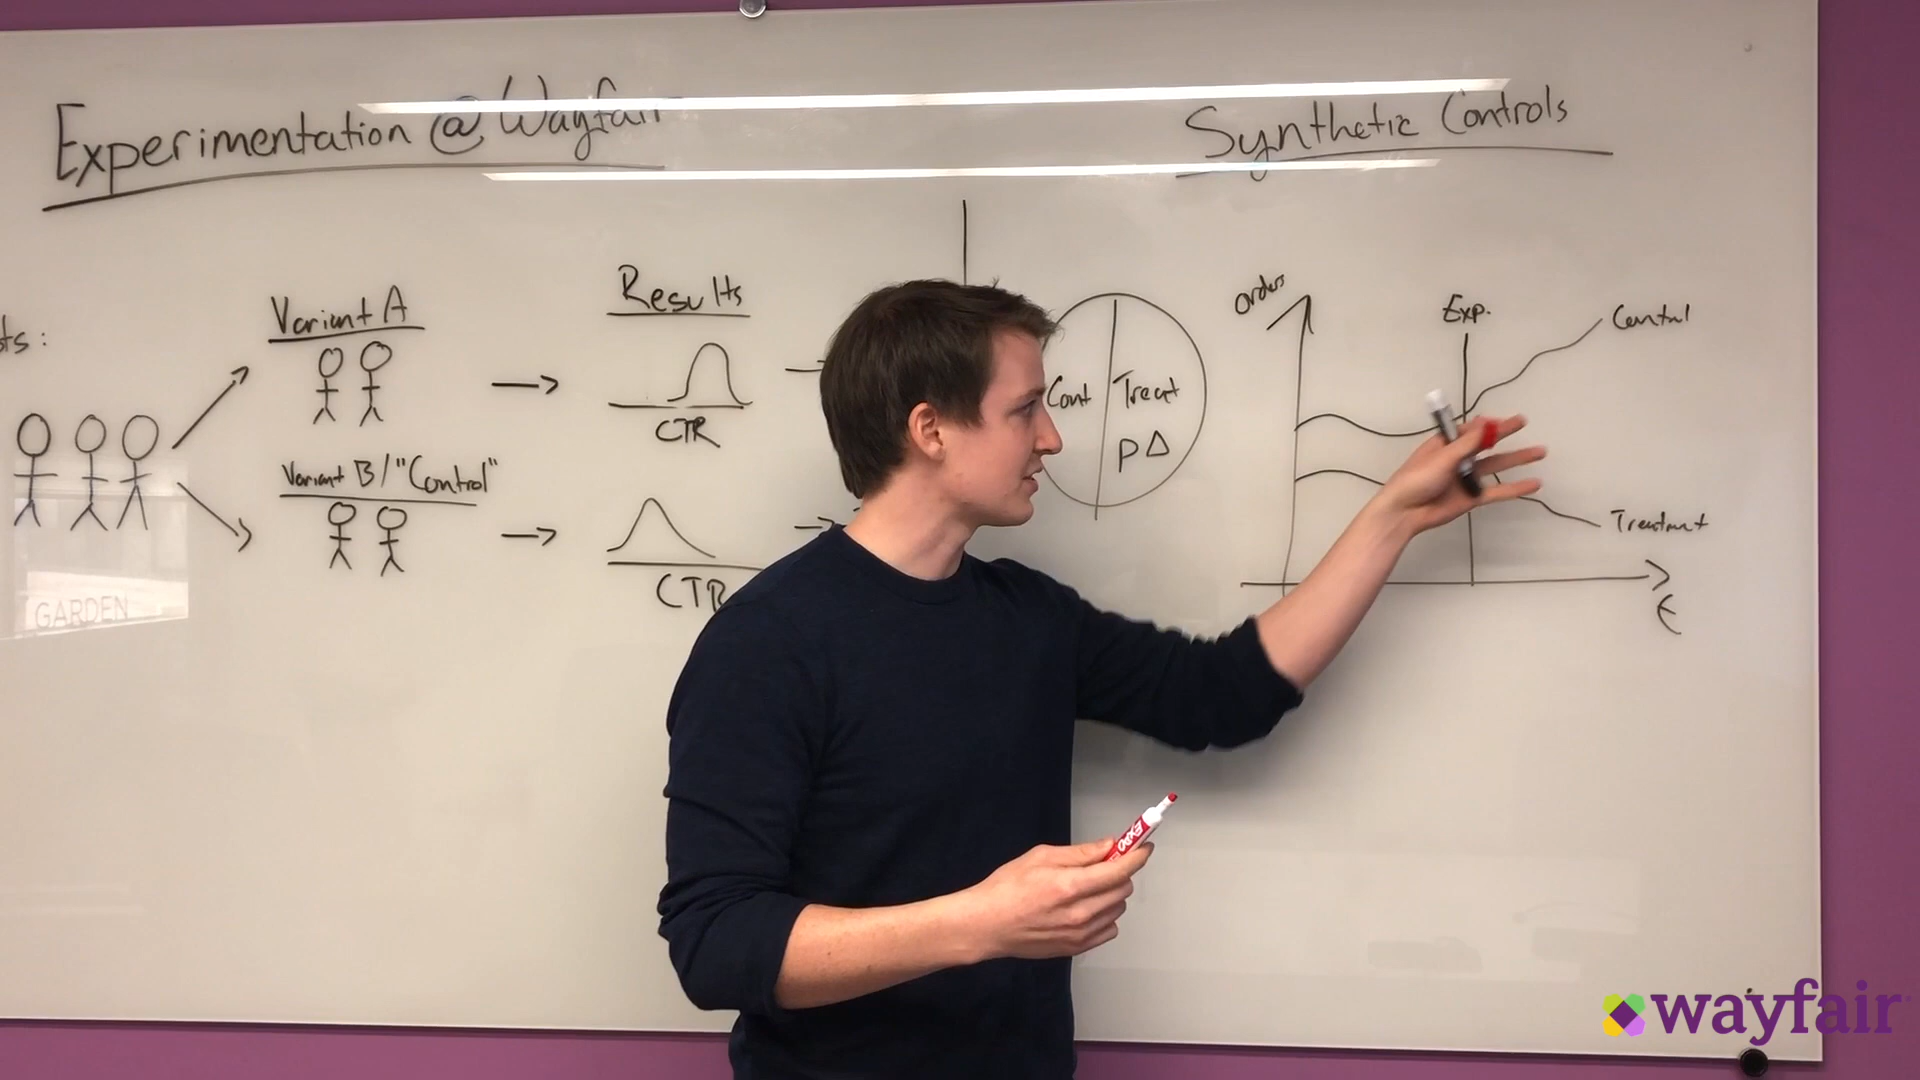 Experimentation @ Wayfair
Synthetic Controls
Variant A
Results
CTR
Variant B/"Control"
CTR
GARDEN
Cont
Treat
P Δ
Orders
Exp.
Control
Treatment
t
EXPO
wayfair